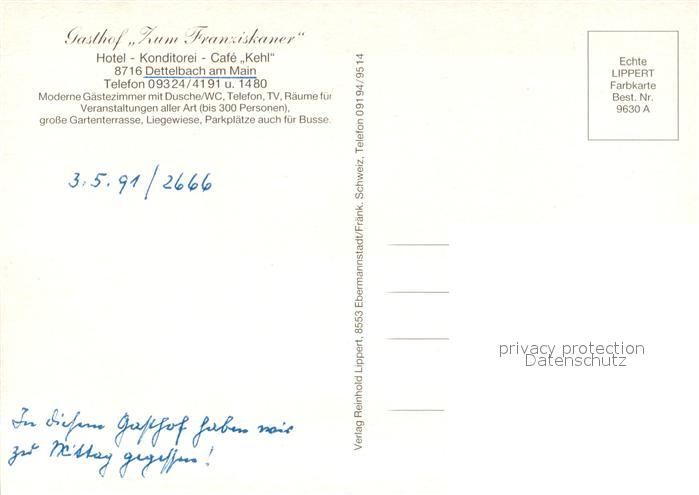 Gasthof „Zum Franziskaner“
Hotel - Konditorei - Café „Kehl“
8716 Dettelbach am Main
Telefon 09324/4191 u. 1480
Moderne Gästezimmer mit Dusche/WC, Telefon, TV, Räume für
Veranstaltungen aller Art (bis 300 Personen),
große Gartenterrasse, Liegewiese, Parkplätze auch für Busse.
3.5.91/2666
In diesem Gasthof haben wir
zu Mittag gegessen!
Verlag Reinhold Lippert, 8553 Ebermannstadt/Fränk. Schweiz, Telefon 09194/9514
Echte
LIPPERT
Farbkarte
Best. Nr.
9630 A
privacy protection
Datenschutz